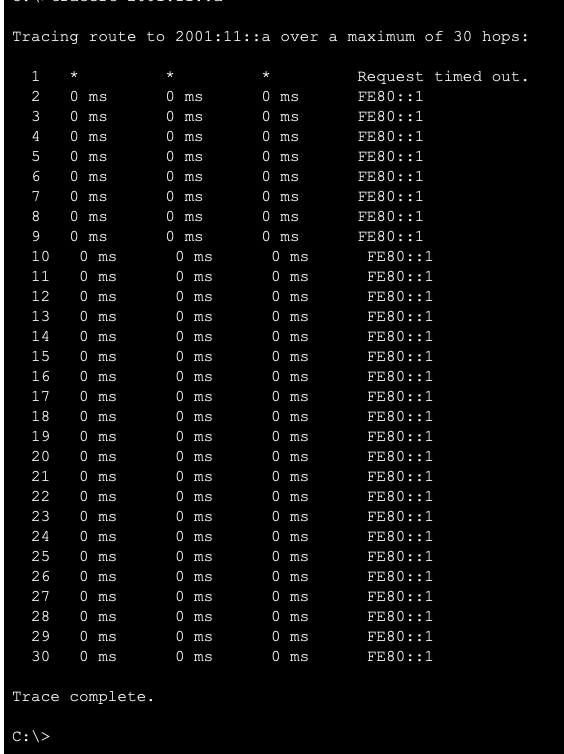 Tracing route to 2001:11::a over a maximum of 30 hops:
1 * * * Request timed out.
2 0 ms 0 ms 0 ms FE80::1
3 0 ms 0 ms 0 ms FE80::1
4 0 ms 0 ms 0 ms FE80::1
5 0 ms 0 ms 0 ms FE80::1
6 0 ms 0 ms 0 ms FE80::1
7 0 ms 0 ms 0 ms FE80::1
8 0 ms 0 ms 0 ms FE80::1
9 0 ms 0 ms 0 ms FE80::1
10 0 ms 0 ms 0 ms FE80::1
11 0 ms 0 ms 0 ms FE80::1
12 0 ms 0 ms 0 ms FE80::1
13 0 ms 0 ms 0 ms FE80::1
14 0 ms 0 ms 0 ms FE80::1
15 0 ms 0 ms 0 ms FE80::1
16 0 ms 0 ms 0 ms FE80::1
17 0 ms 0 ms 0 ms FE80::1
18 0 ms 0 ms 0 ms FE80::1
19 0 ms 0 ms 0 ms FE80::1
20 0 ms 0 ms 0 ms FE80::1
21 0 ms 0 ms 0 ms FE80::1
22 0 ms 0 ms 0 ms FE80::1
23 0 ms 0 ms 0 ms FE80::1
24 0 ms 0 ms 0 ms FE80::1
25 0 ms 0 ms 0 ms FE80::1
26 0 ms 0 ms 0 ms FE80::1
27 0 ms 0 ms 0 ms FE80::1
28 0 ms 0 ms 0 ms FE80::1
29 0 ms 0 ms 0 ms FE80::1
30 0 ms 0 ms 0 ms FE80::1
Trace complete.
C:\>